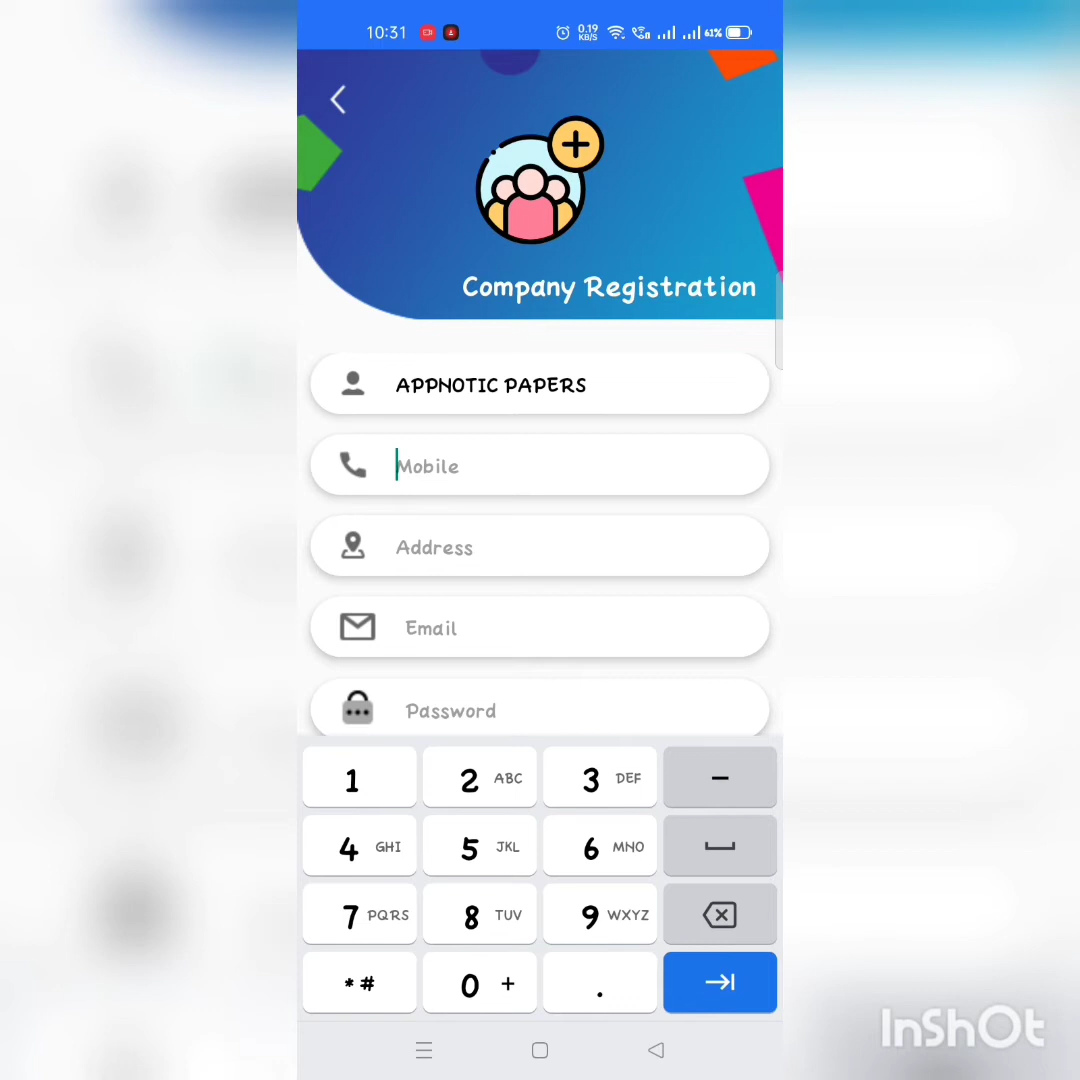 10:31 0.19 KB/S 61%
Company Registration
APPNOTIC PAPERS
Mobile
Address
Email
Password
1 2 ABC 3 DEF –
4 GHI 5 JKL 6 MNO
7 PQRS 8 TUV 9 WXYZ
* # 0 + .
InShOt